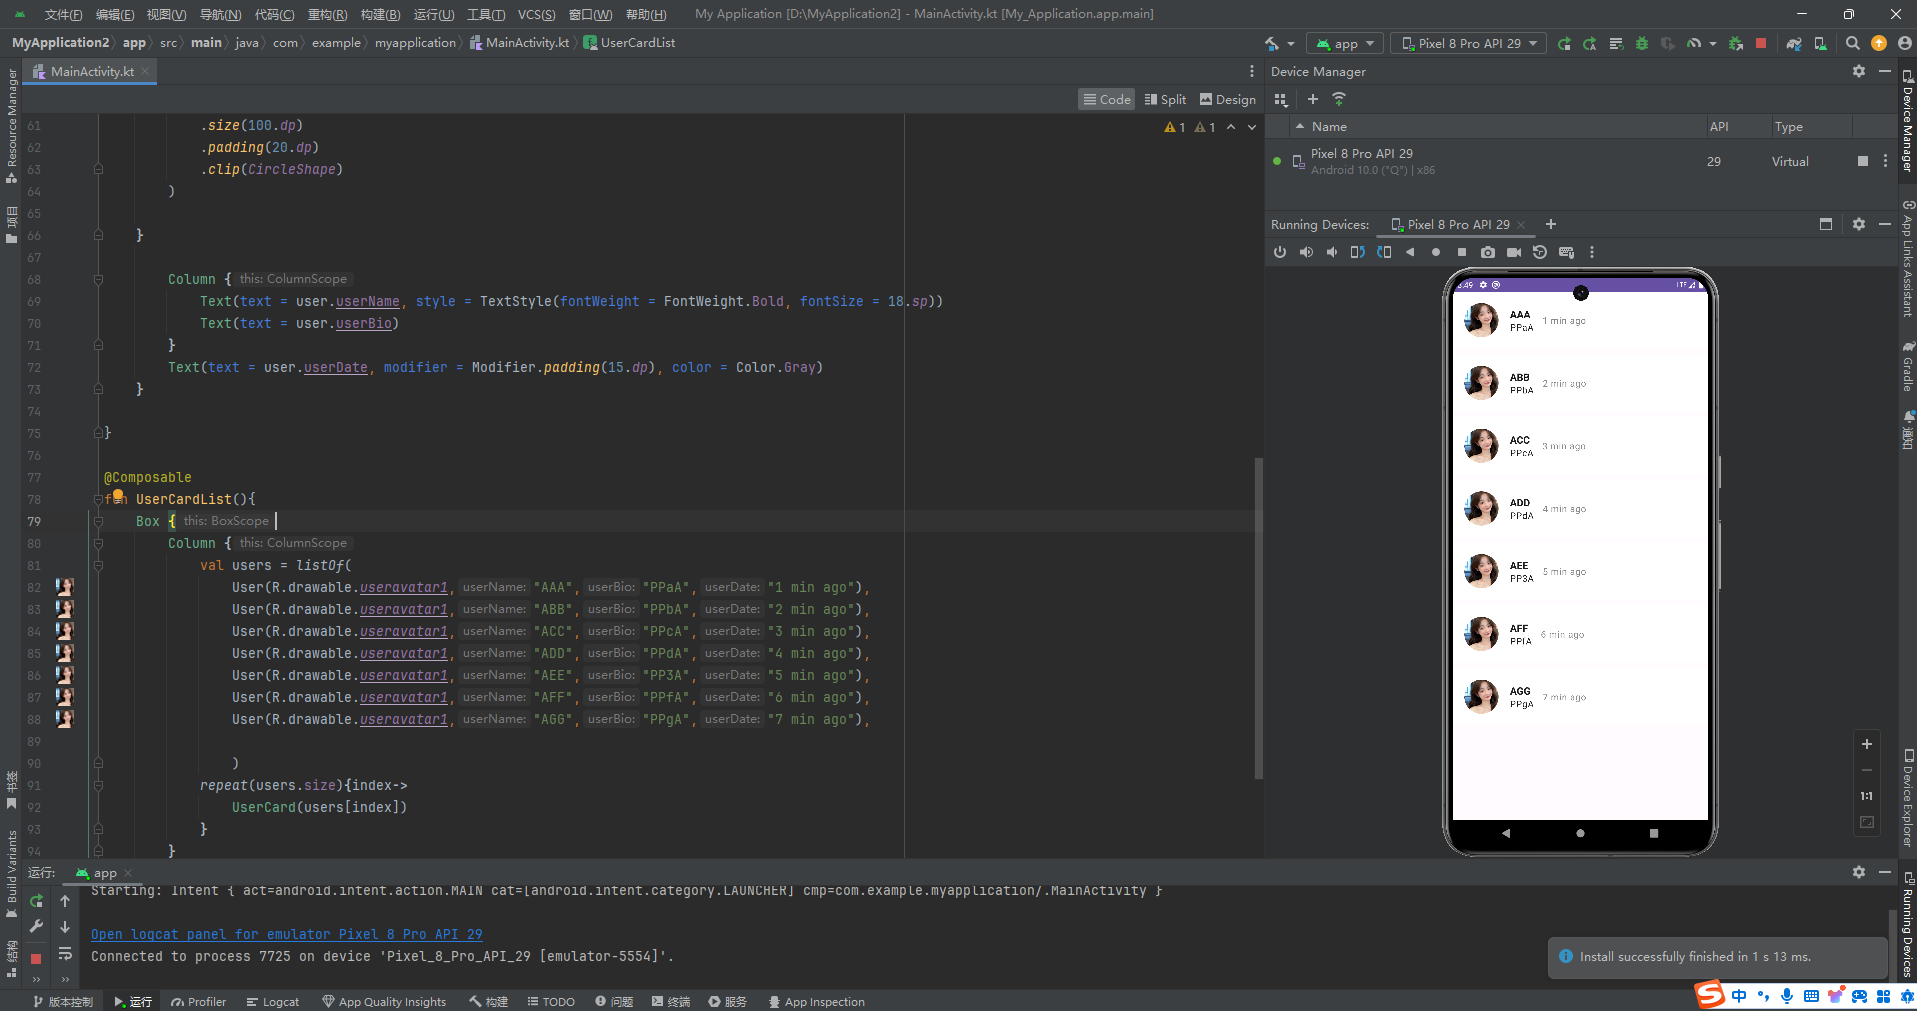 文件(F) 编辑(E) 视图(V) 导航(N) 代码(C) 重构(R) 构建(B) 运行(U) 工具(T) VCS(S) 窗口(W) 帮助(H) My Application [D:\MyApplication2] - MainActivity.kt [My_Application.app.main]
MyApplication2 app src main java com example myapplication MainActivity.kt UserCardList
app Pixel 8 Pro API 29
MainActivity.kt
Code Split Design
1 1
61 .size(100.dp)
62 .padding(20.dp)
63 .clip(CircleShape)
64 )
65
66 }
67
68 Column { this: ColumnScope
69 Text(text = user.userName, style = TextStyle(fontWeight = FontWeight.Bold, fontSize = 18.sp))
70 Text(text = user.userBio)
71 }
72 Text(text = user.userDate, modifier = Modifier.padding(15.dp), color = Color.Gray)
73 }
74
75 }
76
77 @Composable
78 fun UserCardList(){
79 Box { this: BoxScope
80 Column { this: ColumnScope
81 val users = listOf(
82 User(R.drawable.useravatar1, userName: "AAA", userBio: "PPaA", userDate: "1 min ago"),
83 User(R.drawable.useravatar1, userName: "ABB", userBio: "PPbA", userDate: "2 min ago"),
84 User(R.drawable.useravatar1, userName: "ACC", userBio: "PPcA", userDate: "3 min ago"),
85 User(R.drawable.useravatar1, userName: "ADD", userBio: "PPdA", userDate: "4 min ago"),
86 User(R.drawable.useravatar1, userName: "AEE", userBio: "PP3A", userDate: "5 min ago"),
87 User(R.drawable.useravatar1, userName: "AFF", userBio: "PPfA", userDate: "6 min ago"),
88 User(R.drawable.useravatar1, userName: "AGG", userBio: "PPgA", userDate: "7 min ago"),
89
90 )
91 repeat(users.size){index->
92 UserCard(users[index])
93 }
94 }
Resource Manager
项目
书签
Build Variants
结构
Device Manager
Name API Type
Pixel 8 Pro API 29 29 Virtual
Android 10.0 ("Q") | x86
Running Devices: Pixel 8 Pro API 29
LTE
AAA 1 min ago
PPaA
ABB 2 min ago
PPbA
ACC 3 min ago
PPcA
ADD 4 min ago
PPdA
AEE 5 min ago
PP3A
AFF 6 min ago
PPfA
AGG 7 min ago
PPgA
1:1
Device Manager
App Links Assistant
Gradle
通知
Device Explorer
Running Devices
运行: app
Starting: Intent { act=android.intent.action.MAIN cat=[android.intent.category.LAUNCHER] cmp=com.example.myapplication/.MainActivity }
Open logcat panel for emulator Pixel 8 Pro API 29
Connected to process 7725 on device 'Pixel_8_Pro_API_29 [emulator-5554]'.
Install successfully finished in 1 s 13 ms.
版本控制 运行 Profiler Logcat App Quality Insights 构建 TODO 问题 终端 服务 App Inspection
中